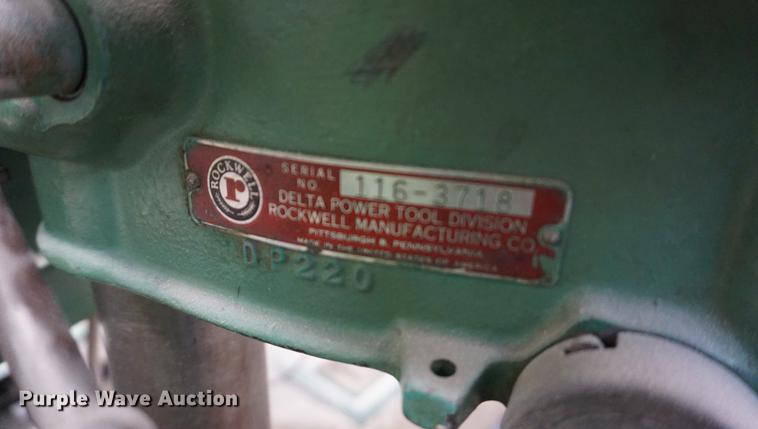 ROCKWELL
r
SERIAL
NO
116-3718
DELTA POWER TOOL DIVISION
ROCKWELL MANUFACTURING CO.
PITTSBURGH 8, PENNSYLVANIA
MADE IN THE UNITED STATES OF AMERICA
DP220
Purple Wave Auction